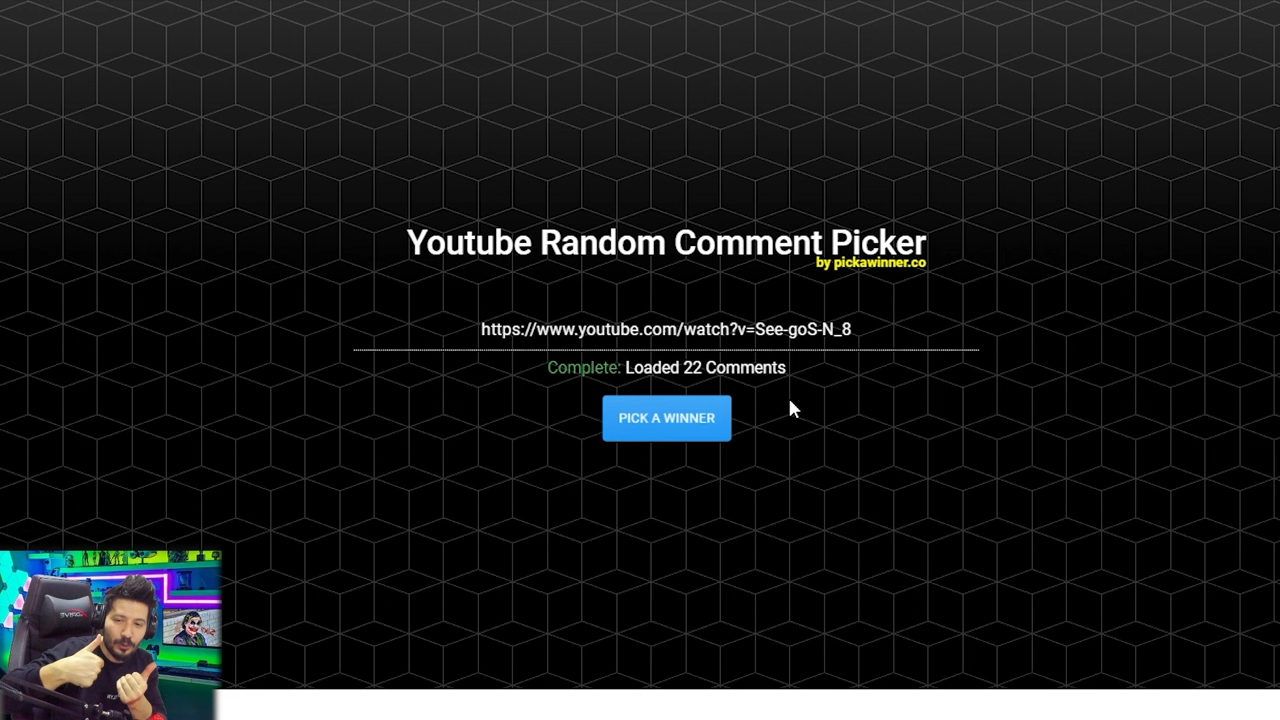 Youtube Random Comment Picker
by pickawinner.co
https://www.youtube.com/watch?v=See-goS-N_8
Complete: Loaded 22 Comments
PICK A WINNER